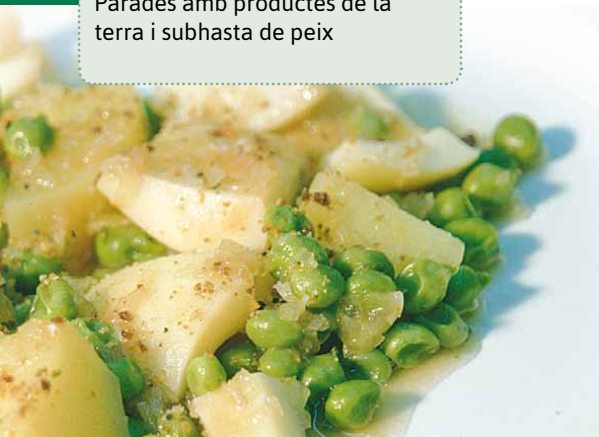 Parades amb productes de la
terra i subhasta de peix